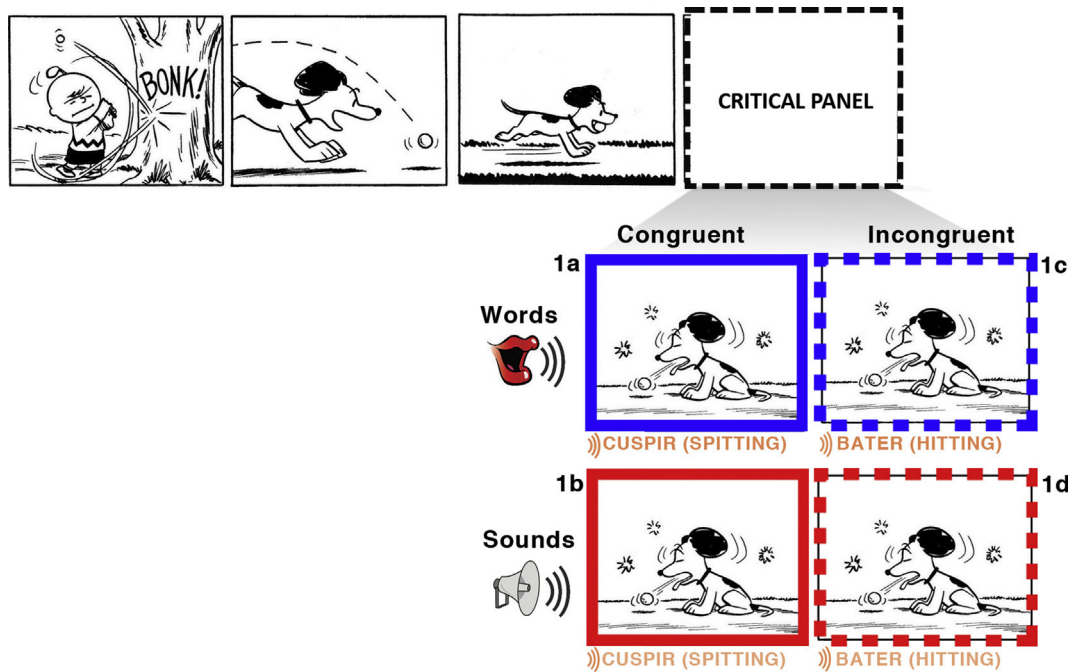 BONK!
CRITICAL PANEL
Congruent Incongruent
1a 1c
Words
CUSPIR (SPITTING) BATER (HITTING)
1b 1d
Sounds
CUSPIR (SPITTING) BATER (HITTING)